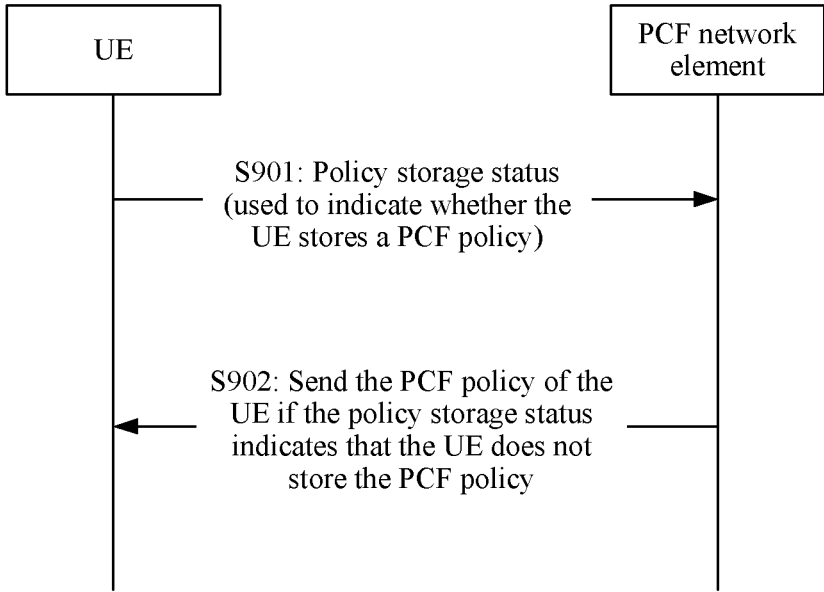 UE
PCF network
element
S901: Policy storage status
(used to indicate whether the
UE stores a PCF policy)
S902: Send the PCF policy of the
UE if the policy storage status
indicates that the UE does not
store the PCF policy